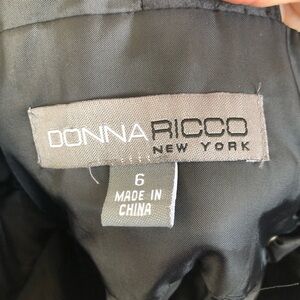 DONNA RICCO
NEW YORK
6
MADE IN
CHINA